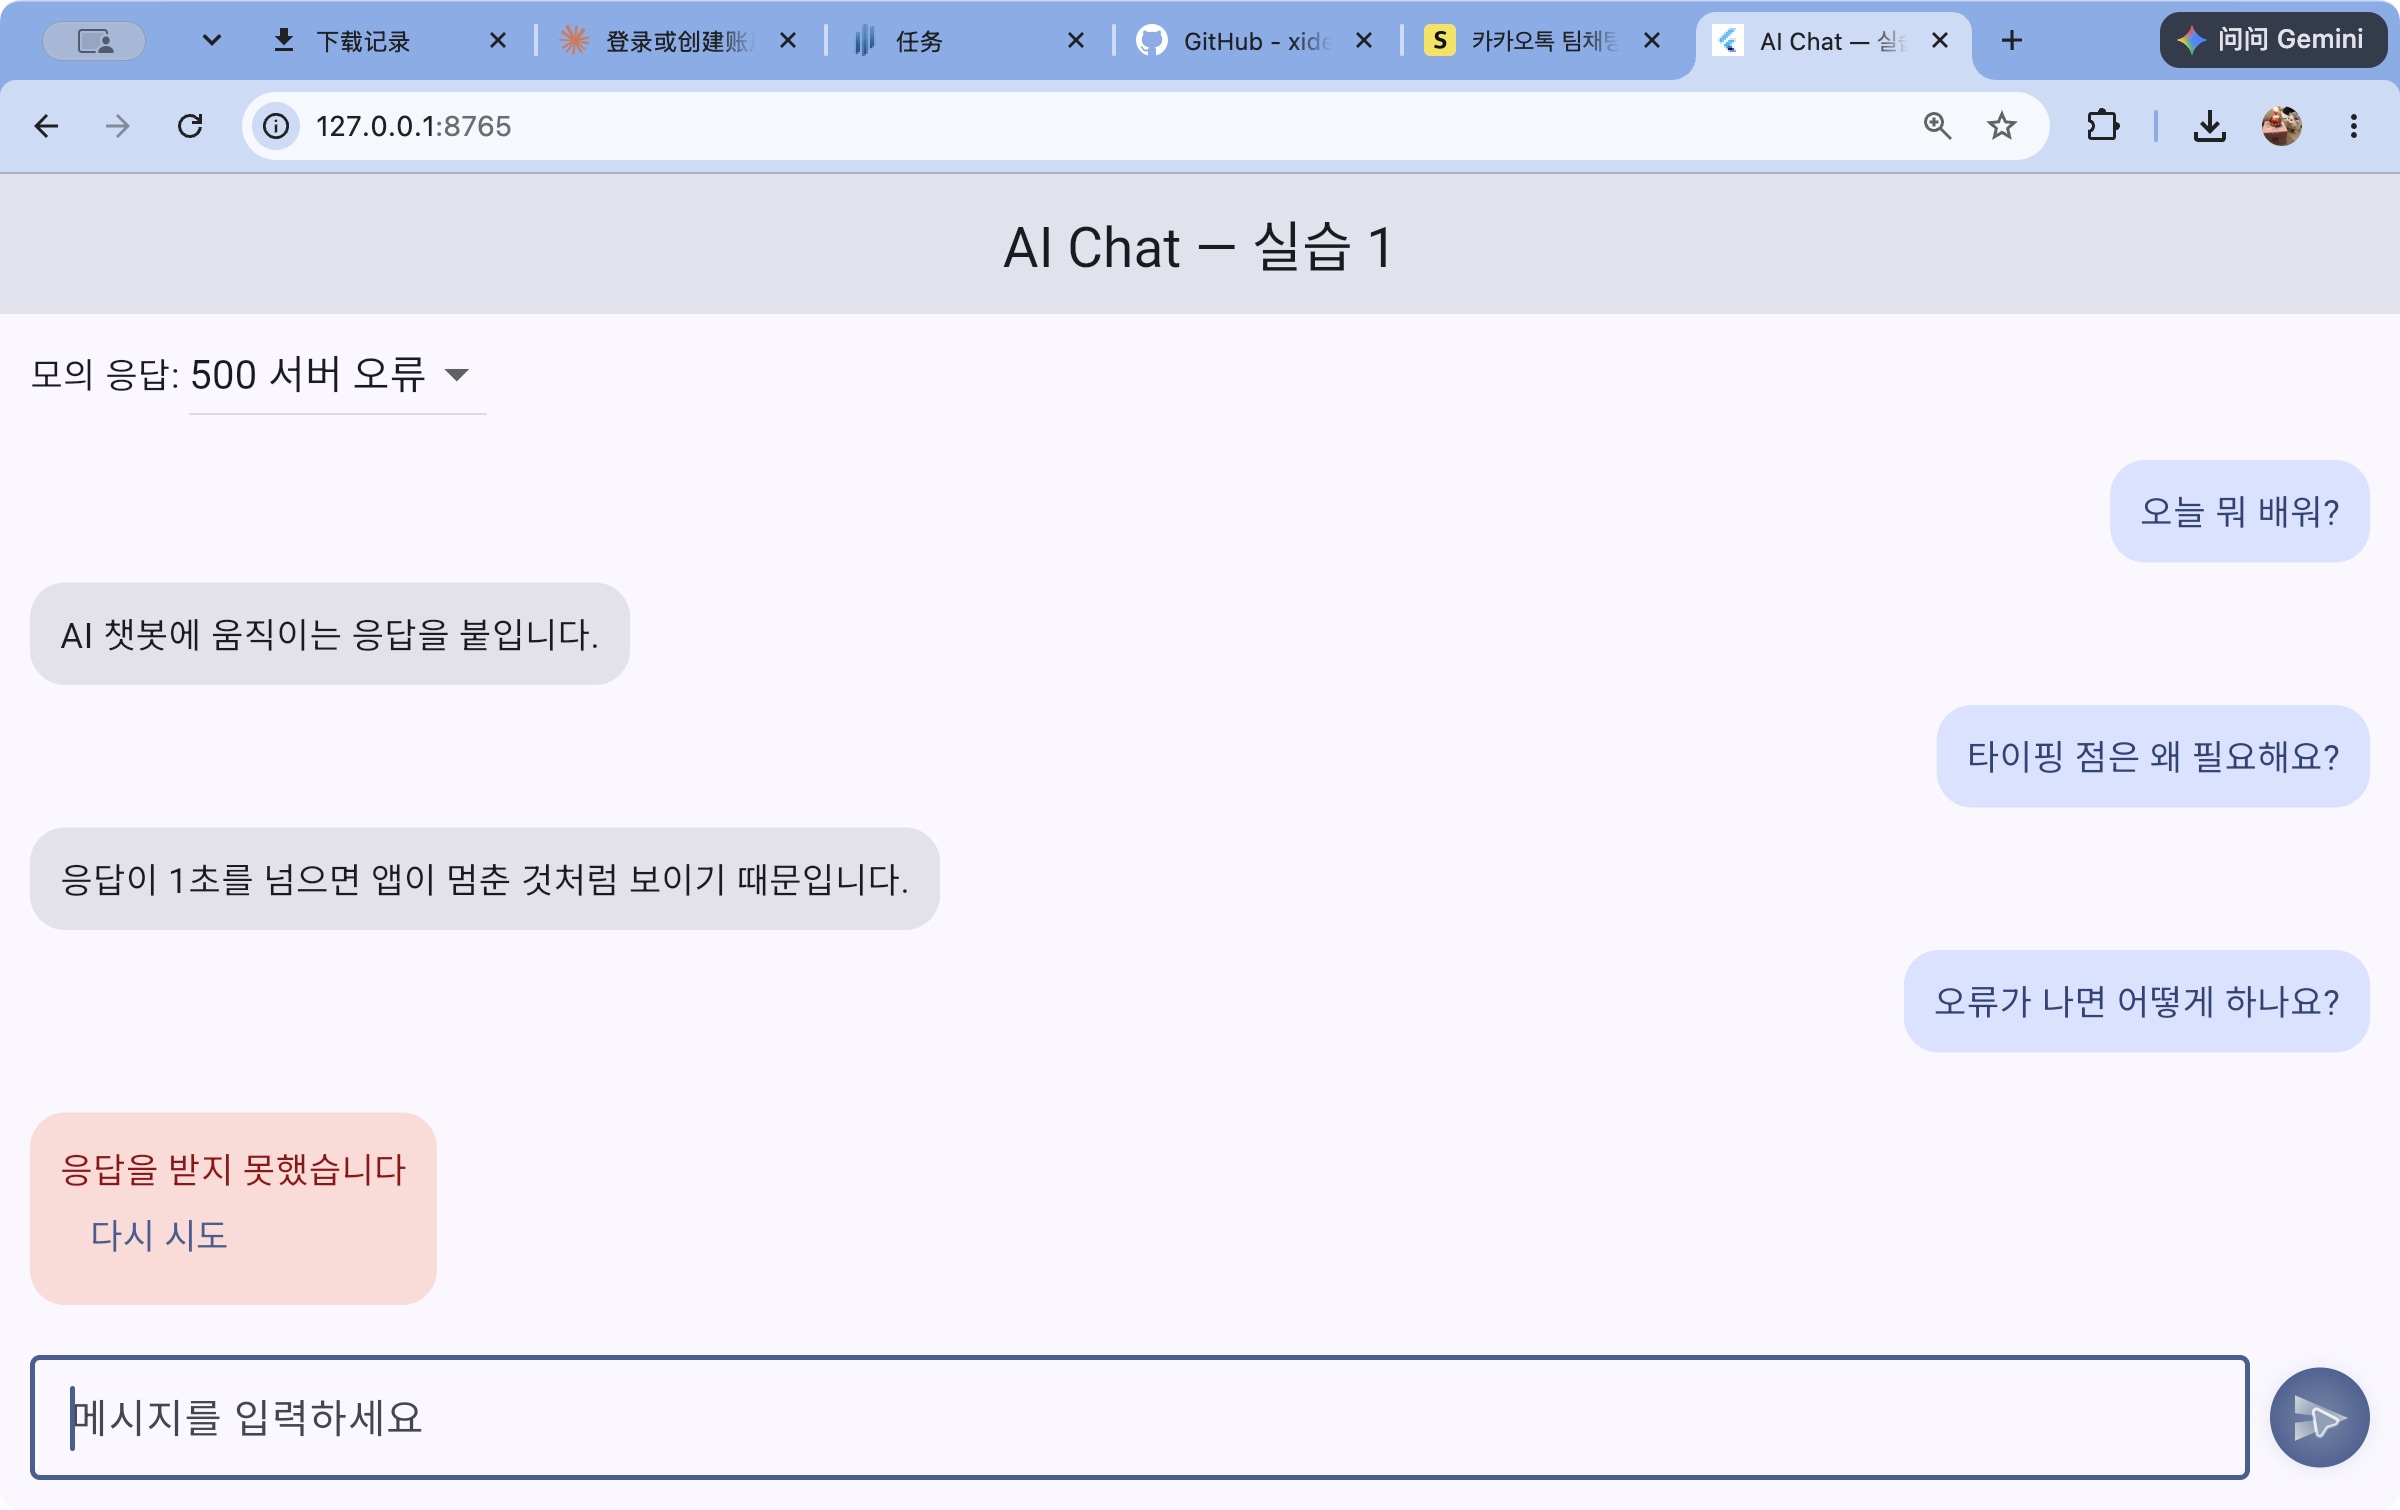 下载记录
登录或创建账
任务
GitHub - xide
S
카카오톡 팀채팅
AI Chat — 실습
问问 Gemini
127.0.0.1:8765
AI Chat — 실습 1
모의 응답: 500 서버 오류
오늘 뭐 배워?
AI 챗봇에 움직이는 응답을 붙입니다.
타이핑 점은 왜 필요해요?
응답이 1초를 넘으면 앱이 멈춘 것처럼 보이기 때문입니다.
오류가 나면 어떻게 하나요?
응답을 받지 못했습니다
다시 시도
메시지를 입력하세요